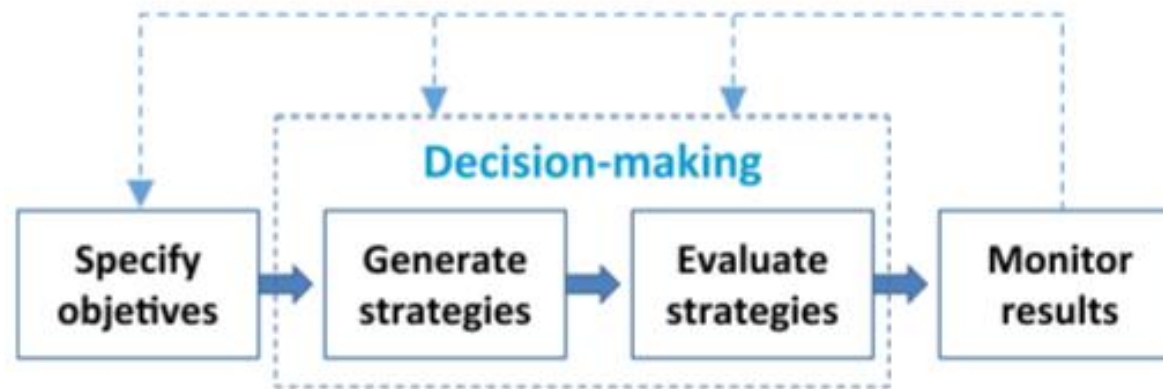 Decision-making
Specify
objetives
Generate
strategies
Evaluate
strategies
Monitor
results